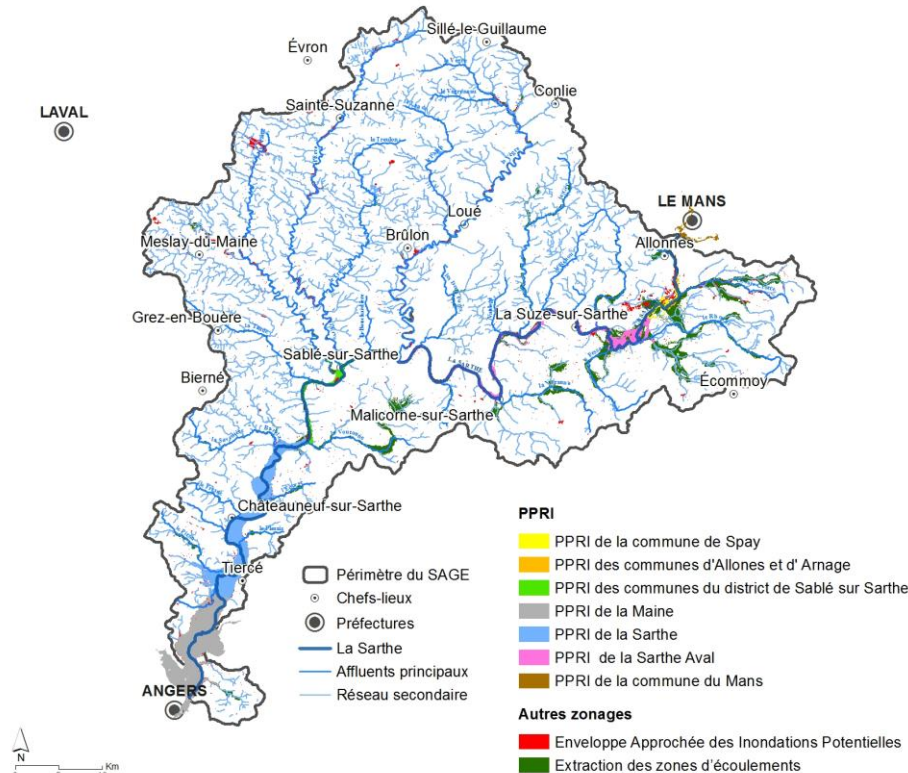 Sillé-le-Guillaume
Évron
Conlie
LAVAL
Sainte-Suzanne
LE MANS
Loué
Meslay-du-Maine
Brûlon
Allonnes
Grez-en-Bouère
La Suze-sur-Sarthe
Sablé-sur-Sarthe
LA SARTHE
Bierné
Écommoy
Malicorne-sur-Sarthe
Châteauneuf-sur-Sarthe
Tiercé
ANGERS
Périmètre du SAGE
Chefs-lieux
Préfectures
La Sarthe
Affluents principaux
Réseau secondaire
PPRI
PPRI de la commune de Spay
PPRI des communes d'Allones et d' Arnage
PPRI des communes du district de Sablé sur Sarthe
PPRI de la Maine
PPRI de la Sarthe
PPRI de la Sarthe Aval
PPRI de la commune du Mans
Autres zonages
Enveloppe Approchée des Inondations Potentielles
Extraction des zones d'écoulements
N
Km